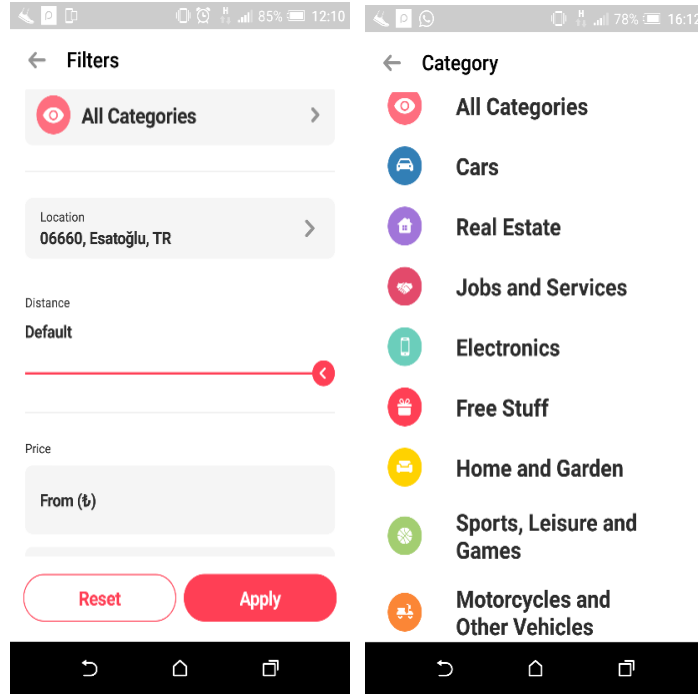 85% 12:10
Filters
All Categories
Location
06660, Esatoğlu, TR
Distance
Default
Price
From (₺)
Reset
Apply
H 78% 16:12
Category
All Categories
Cars
Real Estate
Jobs and Services
Electronics
Free Stuff
Home and Garden
Sports, Leisure and
Games
Motorcycles and
Other Vehicles